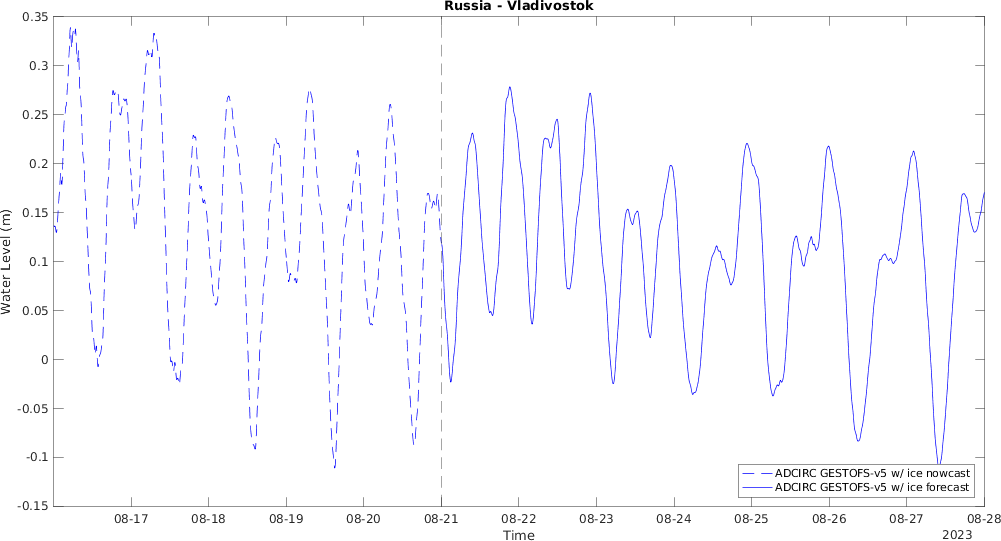 Russia - Vladivostok
Water Level (m)
0.35
0.3
0.25
0.2
0.15
0.1
0.05
0
-0.05
-0.1
-0.15
ADCIRC GESTOFS-v5 w/ ice nowcast
ADCIRC GESTOFS-v5 w/ ice forecast
08-17 08-18 08-19 08-20 08-21 08-22 08-23 08-24 08-25 08-26 08-27 08-28
Time
2023